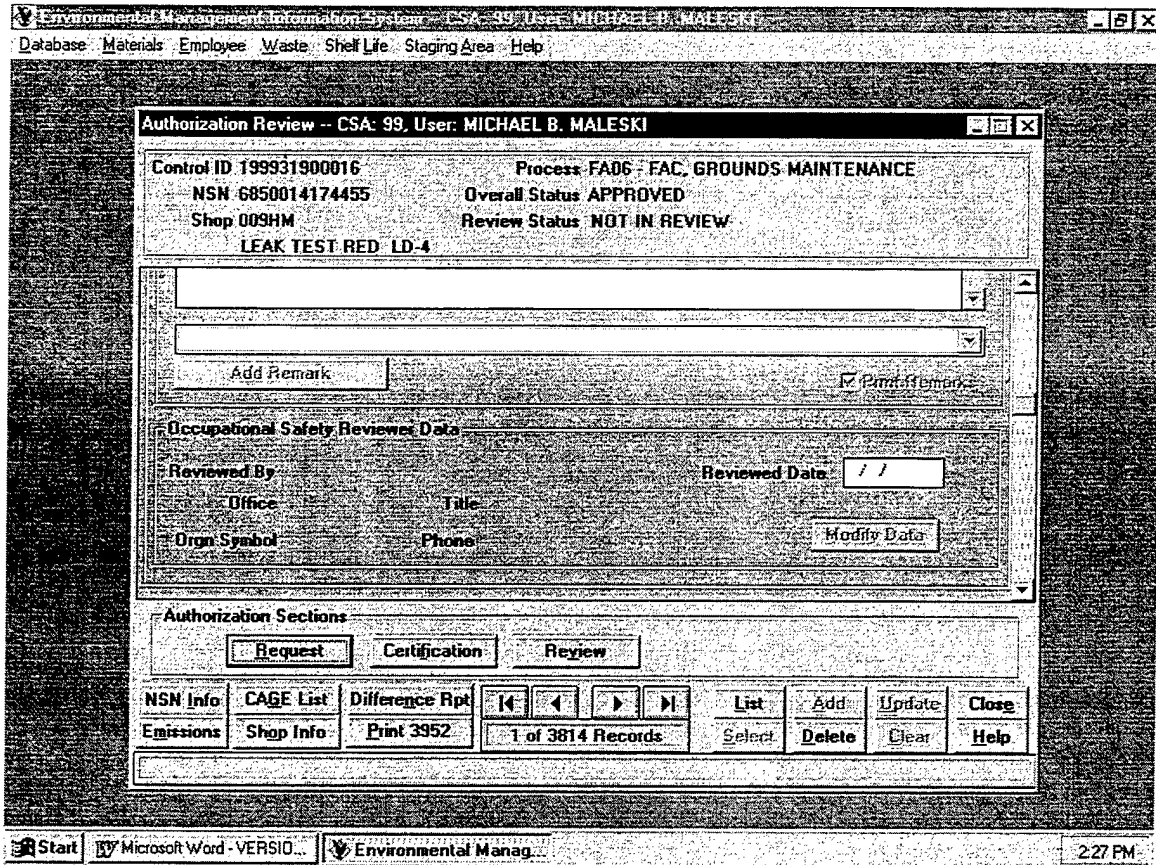 Environmental Management Information System -- CSA: 99, User: MICHAEL B. MALESKI
Database Materials Employee Waste Shelf Life Staging Area Help
Authorization Review -- CSA: 99, User: MICHAEL B. MALESKI
Control ID 199931900016 Process FA06 - FAC, GROUNDS MAINTENANCE
NSN 6850014174455 Overall Status APPROVED
Shop 009HM Review Status NOT IN REVIEW
LEAK TEST RED LD-4
Add Remark Print Remark
Occupational Safety Reviewer Data
Reviewed By Reviewed Date / /
Office Title
Orgn Symbol Phone Modify Data
Authorization Sections
Request Certification Review
NSN Info CAGE List Difference Rpt List Add Update Close
Emissions Shop Info Print 3952 1 of 3814 Records Select Delete Clear Help
Start Microsoft Word - VERSIO... Environmental Manag... 2:27 PM